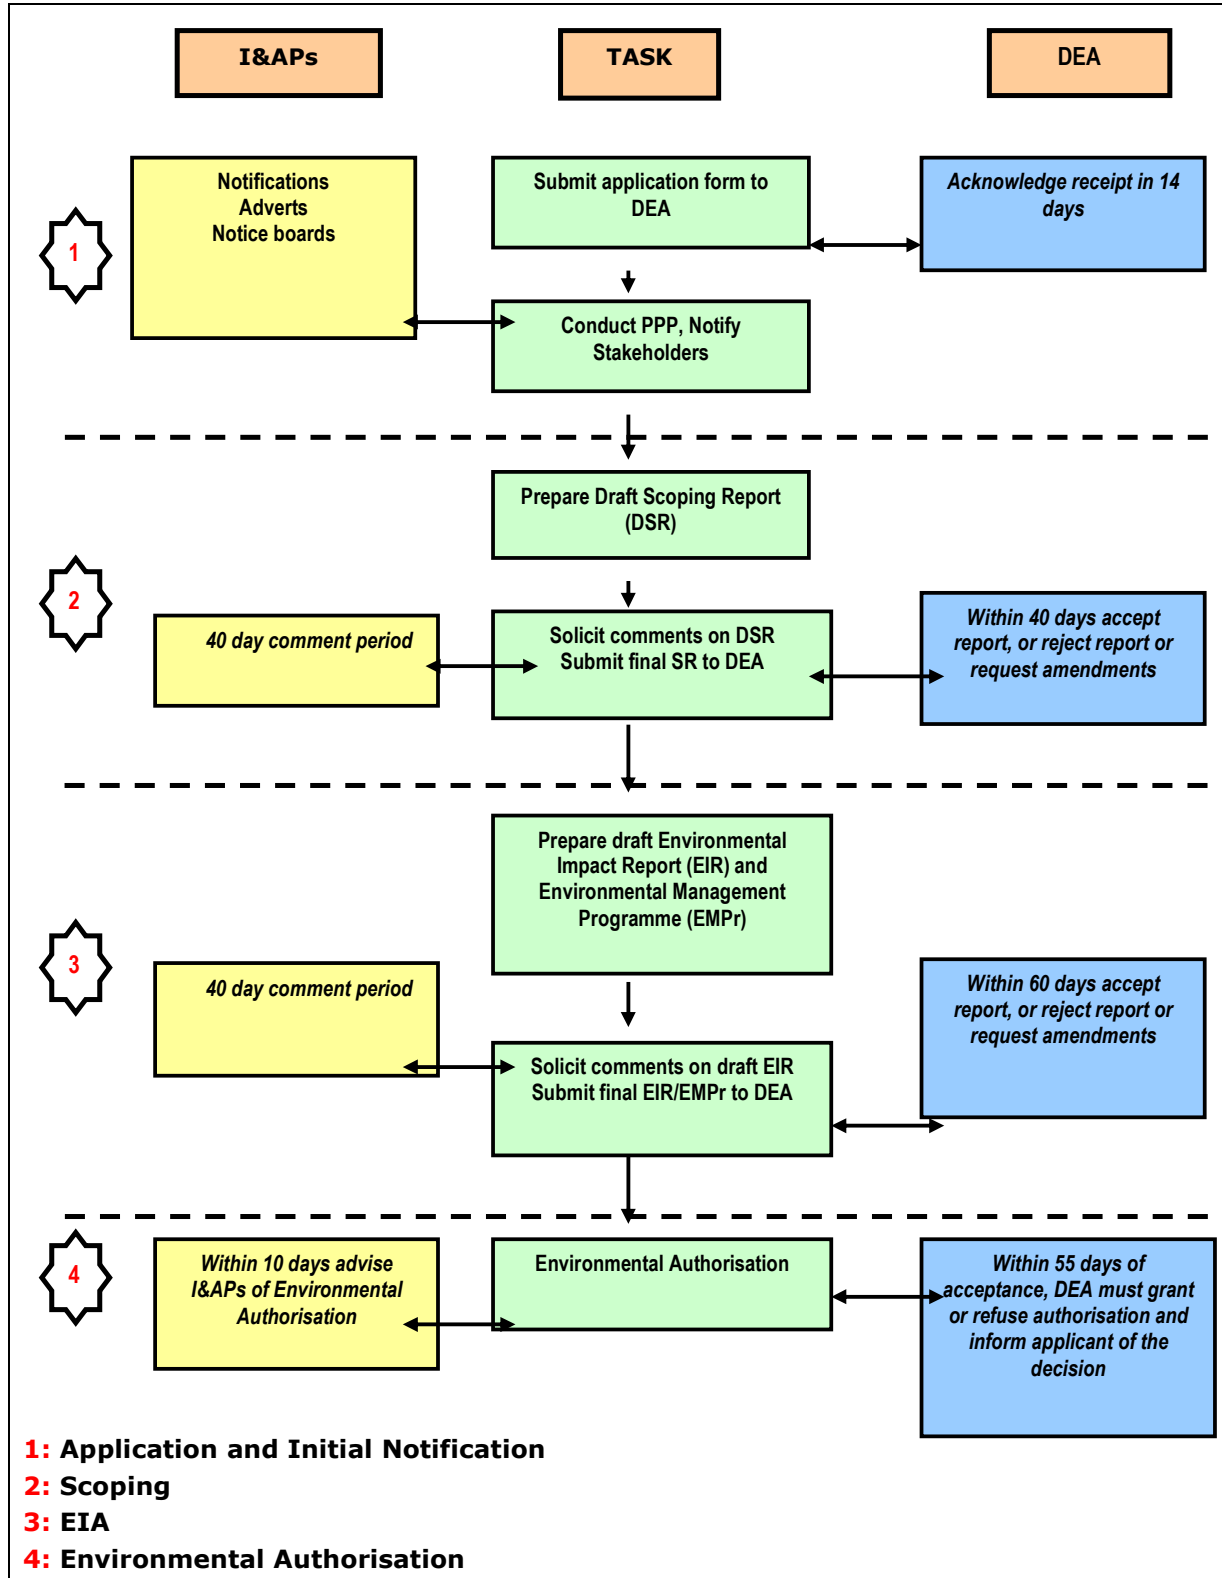 I&APs
TASK
DEA
1
Notifications
Adverts
Notice boards
Submit application form to
DEA
Acknowledge receipt in 14
days
Conduct PPP, Notify
Stakeholders
2
Prepare Draft Scoping Report
(DSR)
40 day comment period
Solicit comments on DSR
Submit final SR to DEA
Within 40 days accept
report, or reject report or
request amendments
3
Prepare draft Environmental
Impact Report (EIR) and
Environmental Management
Programme (EMPr)
40 day comment period
Solicit comments on draft EIR
Submit final EIR/EMPr to DEA
Within 60 days accept
report, or reject report or
request amendments
4
Within 10 days advise
I&APs of Environmental
Authorisation
Environmental Authorisation
Within 55 days of
acceptance, DEA must grant
or refuse authorisation and
inform applicant of the
decision
1: Application and Initial Notification
2: Scoping
3: EIA
4: Environmental Authorisation